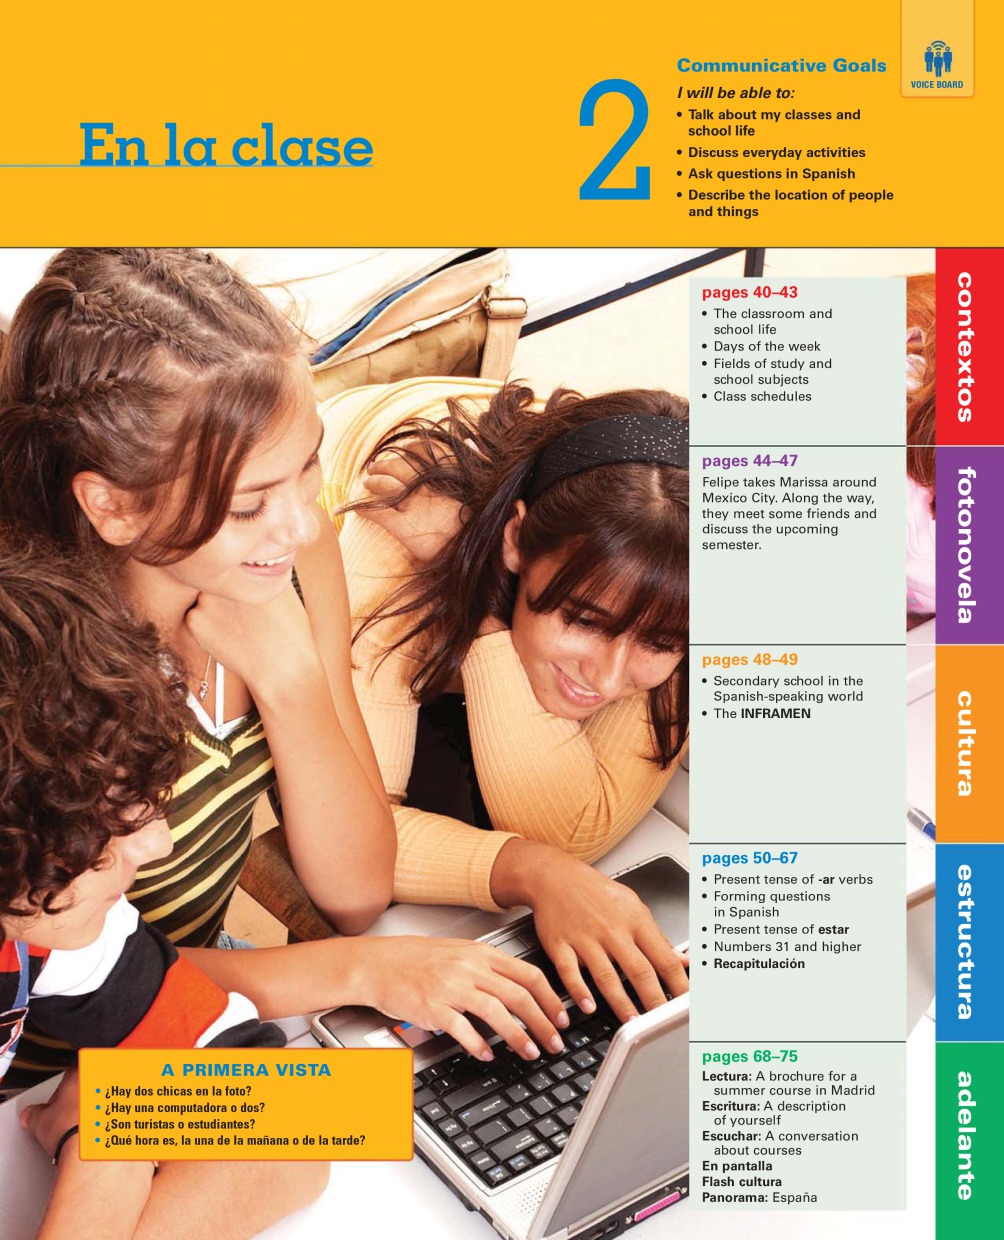 En la clase
2
Communicative Goals
I will be able to:
• Talk about my classes and
school life
• Discuss everyday activities
• Ask questions in Spanish
• Describe the location of people
and things
VOICE BOARD
pages 40–43
• The classroom and
school life
• Days of the week
• Fields of study and
school subjects
• Class schedules
contextos
pages 44–47
Felipe takes Marissa around
Mexico City. Along the way,
they meet some friends and
discuss the upcoming
semester.
fotonovela
pages 48–49
• Secondary school in the
Spanish-speaking world
• The INFRAMEN
cultura
pages 50–67
• Present tense of -ar verbs
• Forming questions
in Spanish
• Present tense of estar
• Numbers 31 and higher
• Recapitulación
estructura
pages 68–75
Lectura: A brochure for a
summer course in Madrid
Escritura: A description
of yourself
Escuchar: A conversation
about courses
En pantalla
Flash cultura
Panorama: España
adelante
A PRIMERA VISTA
• ¿Hay dos chicas en la foto?
• ¿Hay una computadora o dos?
• ¿Son turistas o estudiantes?
• ¿Qué hora es, la una de la mañana o de la tarde?